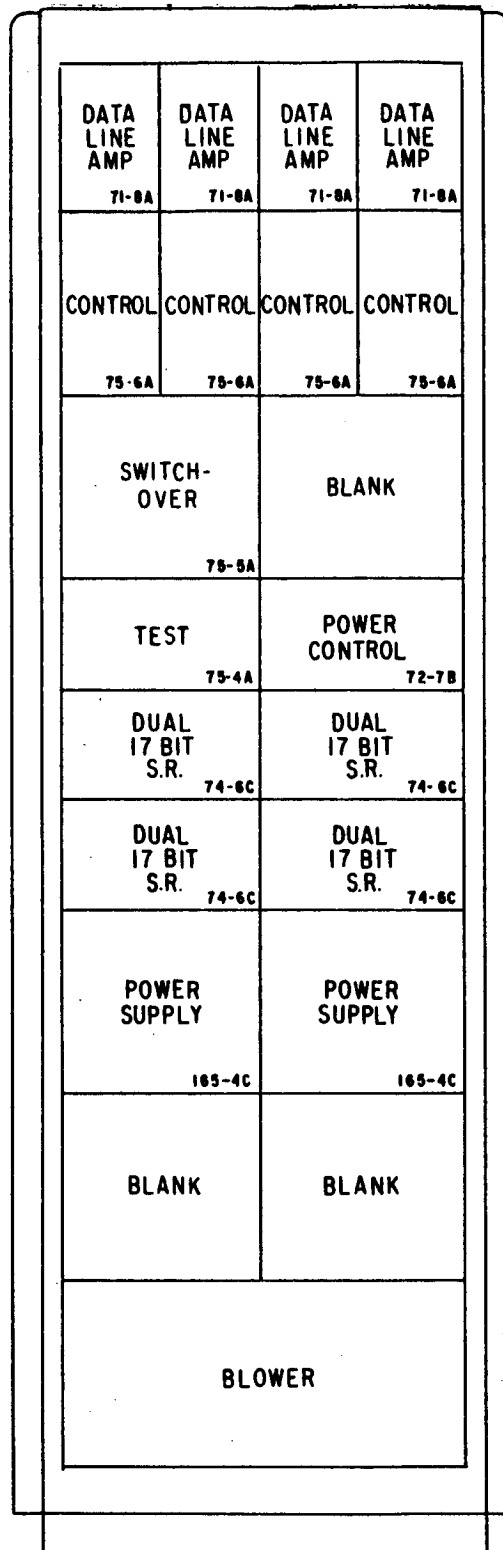 DATA DATA DATA DATA
LINE LINE LINE LINE
AMP AMP AMP AMP
71-8A 71-8A 71-8A 71-8A
CONTROL CONTROL CONTROL CONTROL
75-6A 75-6A 75-6A 75-6A
SWITCH-
OVER
75-5A
BLANK
TEST
75-4A
POWER
CONTROL
72-7B
DUAL
17 BIT
S.R.
74-6C
DUAL
17 BIT
S.R.
74-6C
DUAL
17 BIT
S.R.
74-6C
DUAL
17 BIT
S.R.
74-6C
POWER
SUPPLY
165-4C
POWER
SUPPLY
165-4C
BLANK
BLANK
BLOWER